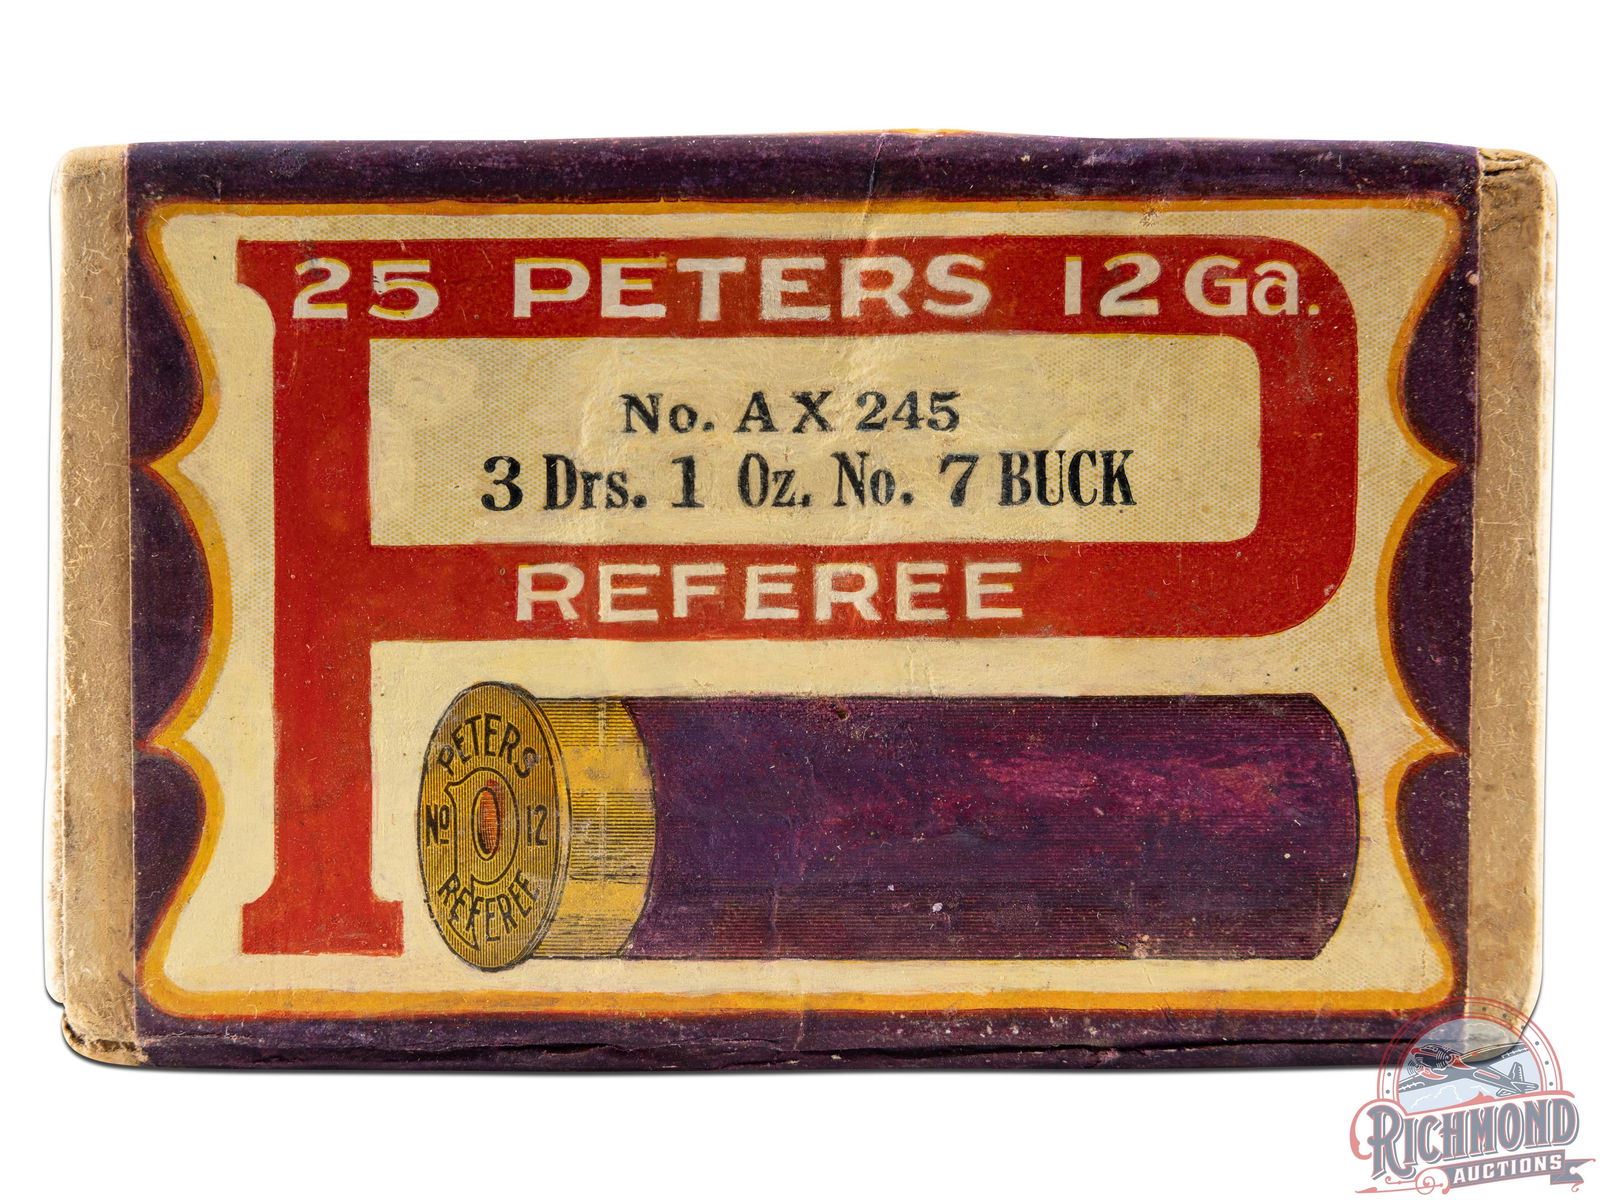 25 PETERS 12 Ga.
No. AX 245
3 Drs. 1 Oz. No. 7 BUCK
REFEREE
PETERS
No 12
REFEREE
RICHMOND
AUCTIONS